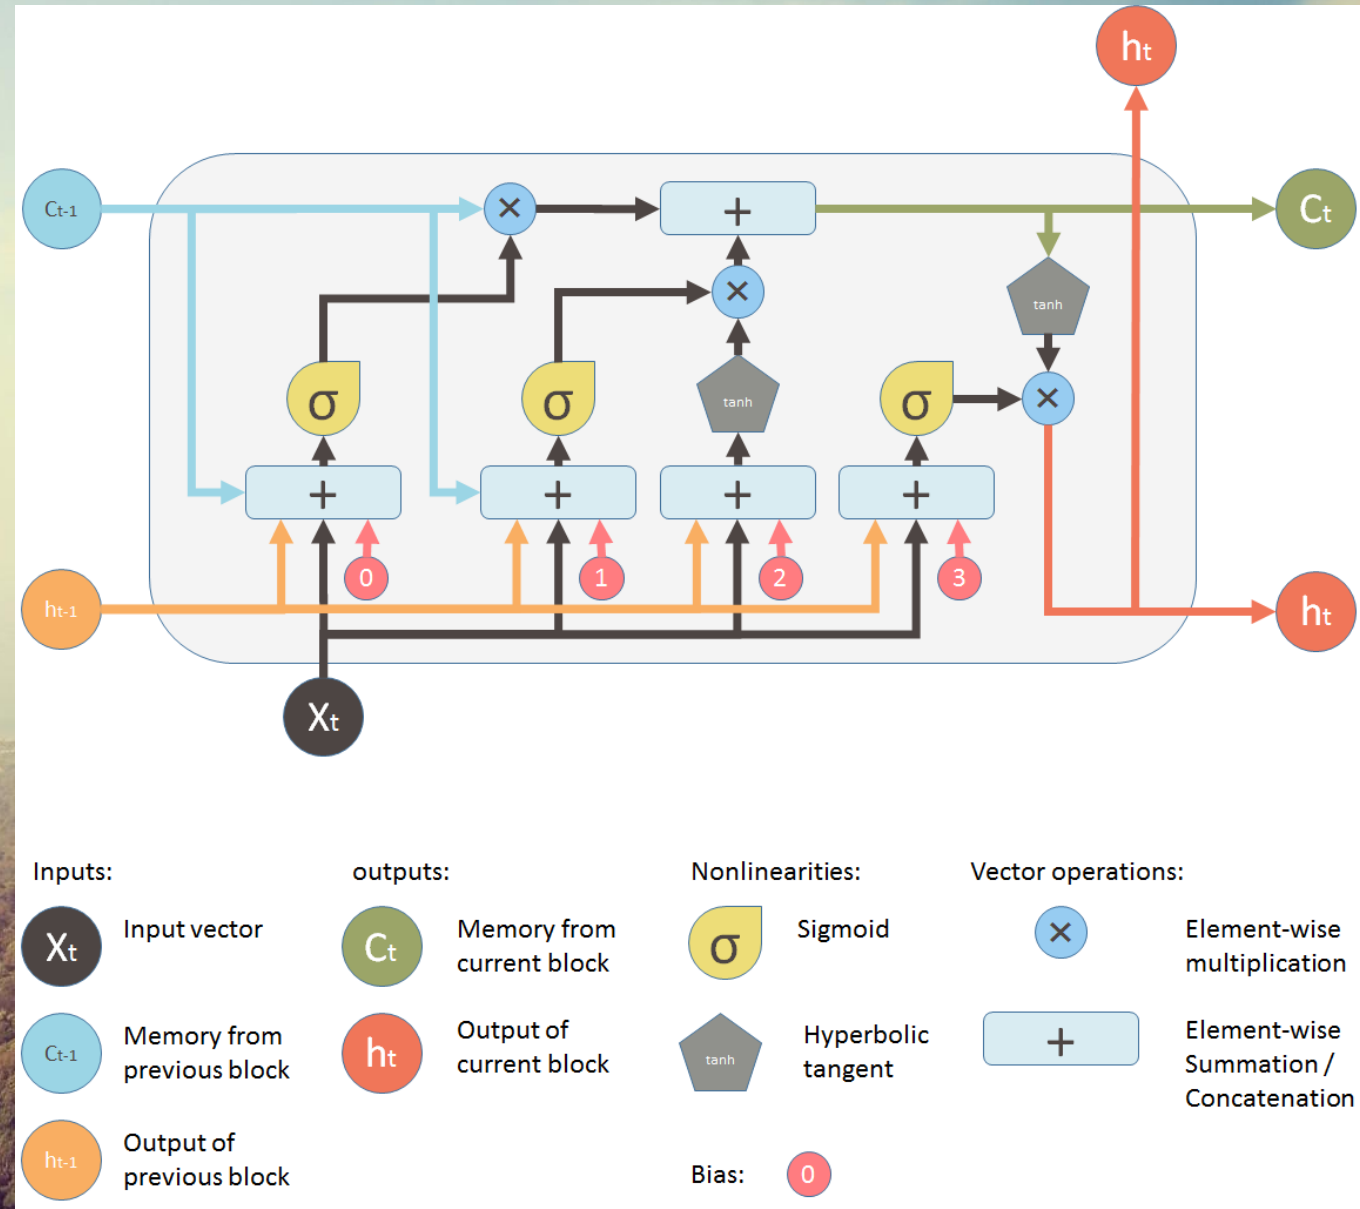 ht
Ct-1
×
+
Ct
×
tanh
σ
σ
tanh
σ
×
+
+
+
+
0
1
2
3
ht-1
ht
Xt
Inputs:
outputs:
Nonlinearities:
Vector operations:
Xt
Input vector
Ct
Memory from
current block
σ
Sigmoid
×
Element-wise
multiplication
Ct-1
Memory from
previous block
ht
Output of
current block
tanh
Hyperbolic
tangent
+
Element-wise
Summation /
Concatenation
ht-1
Output of
previous block
Bias:
0